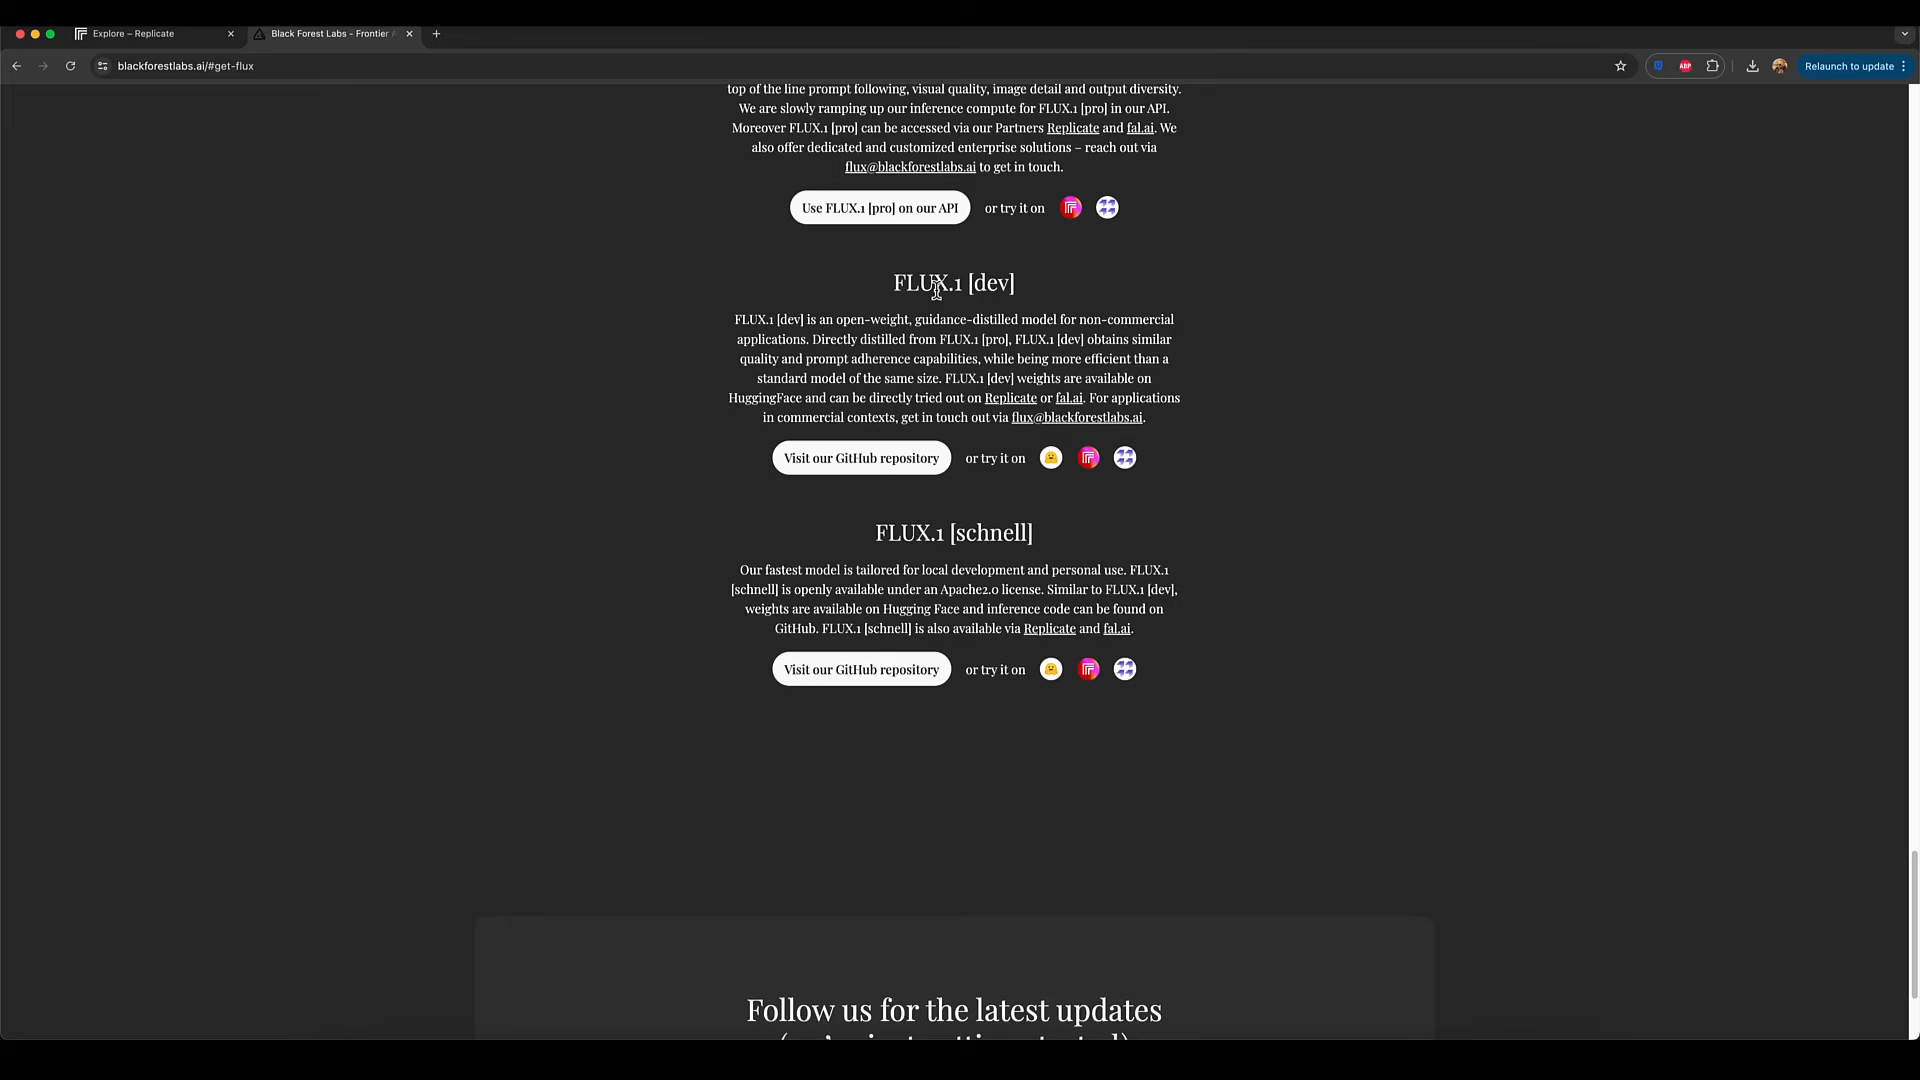 Explore – Replicate
Black Forest Labs - Frontier A
blackforestlabs.ai/#get-flux
ABP
Relaunch to update
top of the line prompt following, visual quality, image detail and output diversity.
We are slowly ramping up our inference compute for FLUX.1 [pro] in our API.
Moreover FLUX.1 [pro] can be accessed via our Partners Replicate and fal.ai. We
also offer dedicated and customized enterprise solutions – reach out via
flux@blackforestlabs.ai to get in touch.
Use FLUX.1 [pro] on our API
or try it on
FLUX.1 [dev]
FLUX.1 [dev] is an open-weight, guidance-distilled model for non-commercial
applications. Directly distilled from FLUX.1 [pro], FLUX.1 [dev] obtains similar
quality and prompt adherence capabilities, while being more efficient than a
standard model of the same size. FLUX.1 [dev] weights are available on
HuggingFace and can be directly tried out on Replicate or fal.ai. For applications
in commercial contexts, get in touch out via flux@blackforestlabs.ai.
Visit our GitHub repository
or try it on
FLUX.1 [schnell]
Our fastest model is tailored for local development and personal use. FLUX.1
[schnell] is openly available under an Apache2.0 license. Similar to FLUX.1 [dev],
weights are available on Hugging Face and inference code can be found on
GitHub. FLUX.1 [schnell] is also available via Replicate and fal.ai.
Visit our GitHub repository
or try it on
Follow us for the latest updates